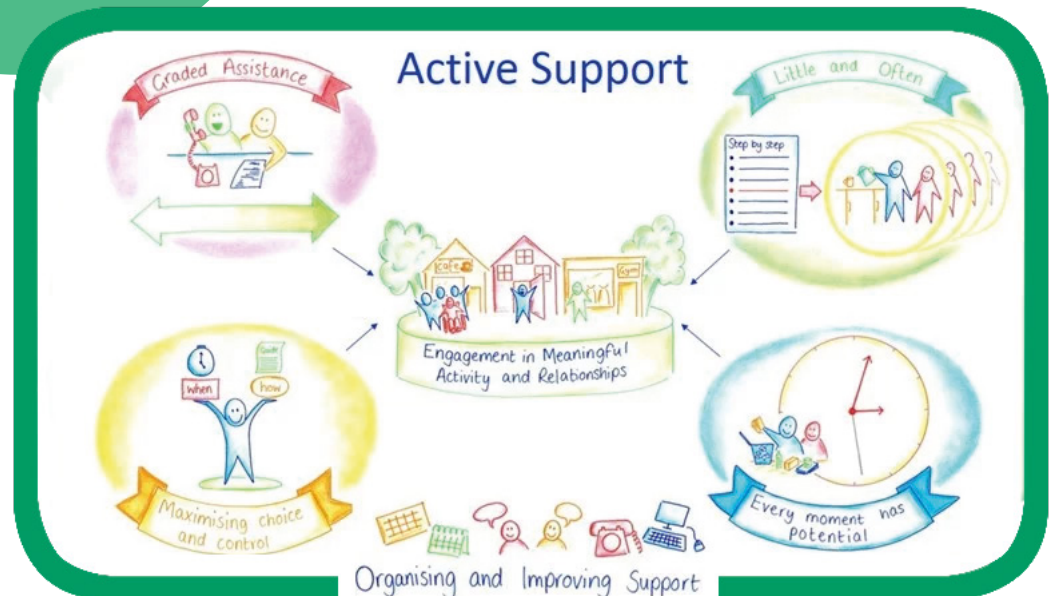 Active Support
Graded Assistance
Little and Often
Step by step
Kafe
Gym
Engagement in Meaningful
Activity and Relationships
when
how
Maximising choice
and control
Every moment has
potential
Organising and Improving Support